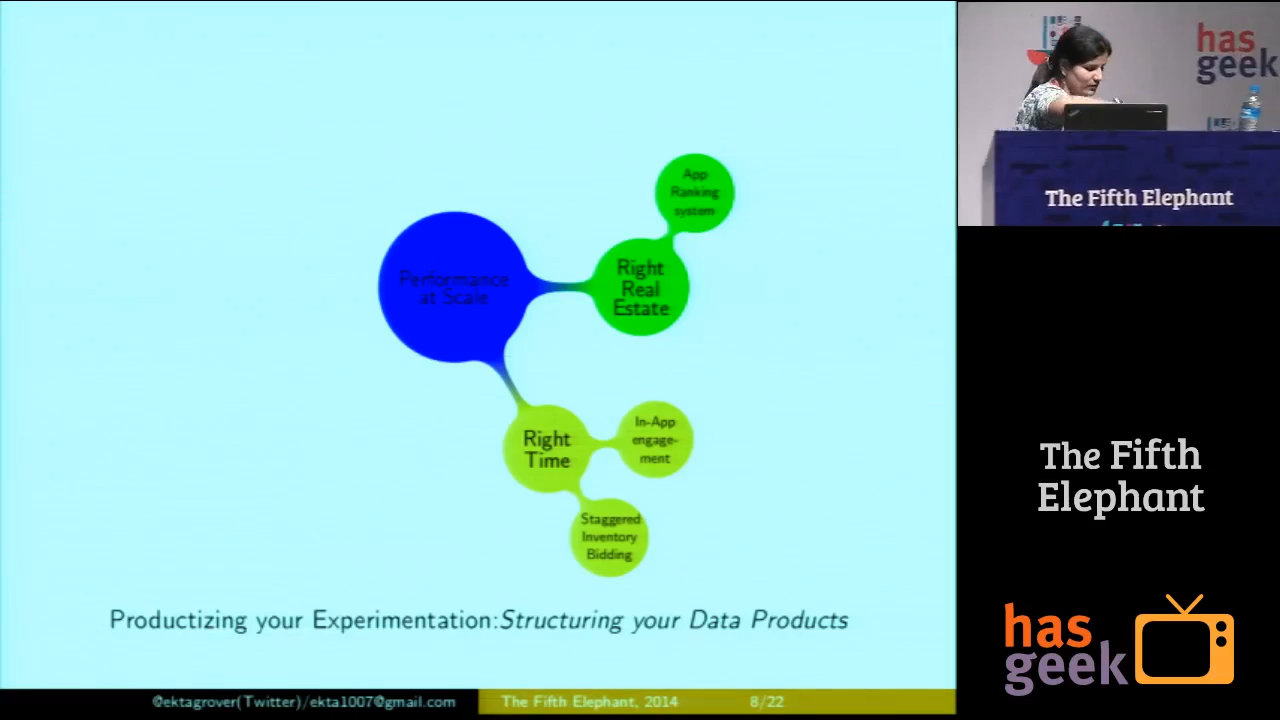 App
Ranking
system
Performance
at Scale
Right
Real
Estate
Right
Time
In-App
engage-
ment
Staggered
Inventory
Bidding
Productizing your Experimentation:Structuring your Data Products
@ektagrover(Twitter)/ekta1007@gmail.com
The Fifth Elephant, 2014
8/22
has
geek
The Fifth Elephant
The Fifth
Elephant
has
geek